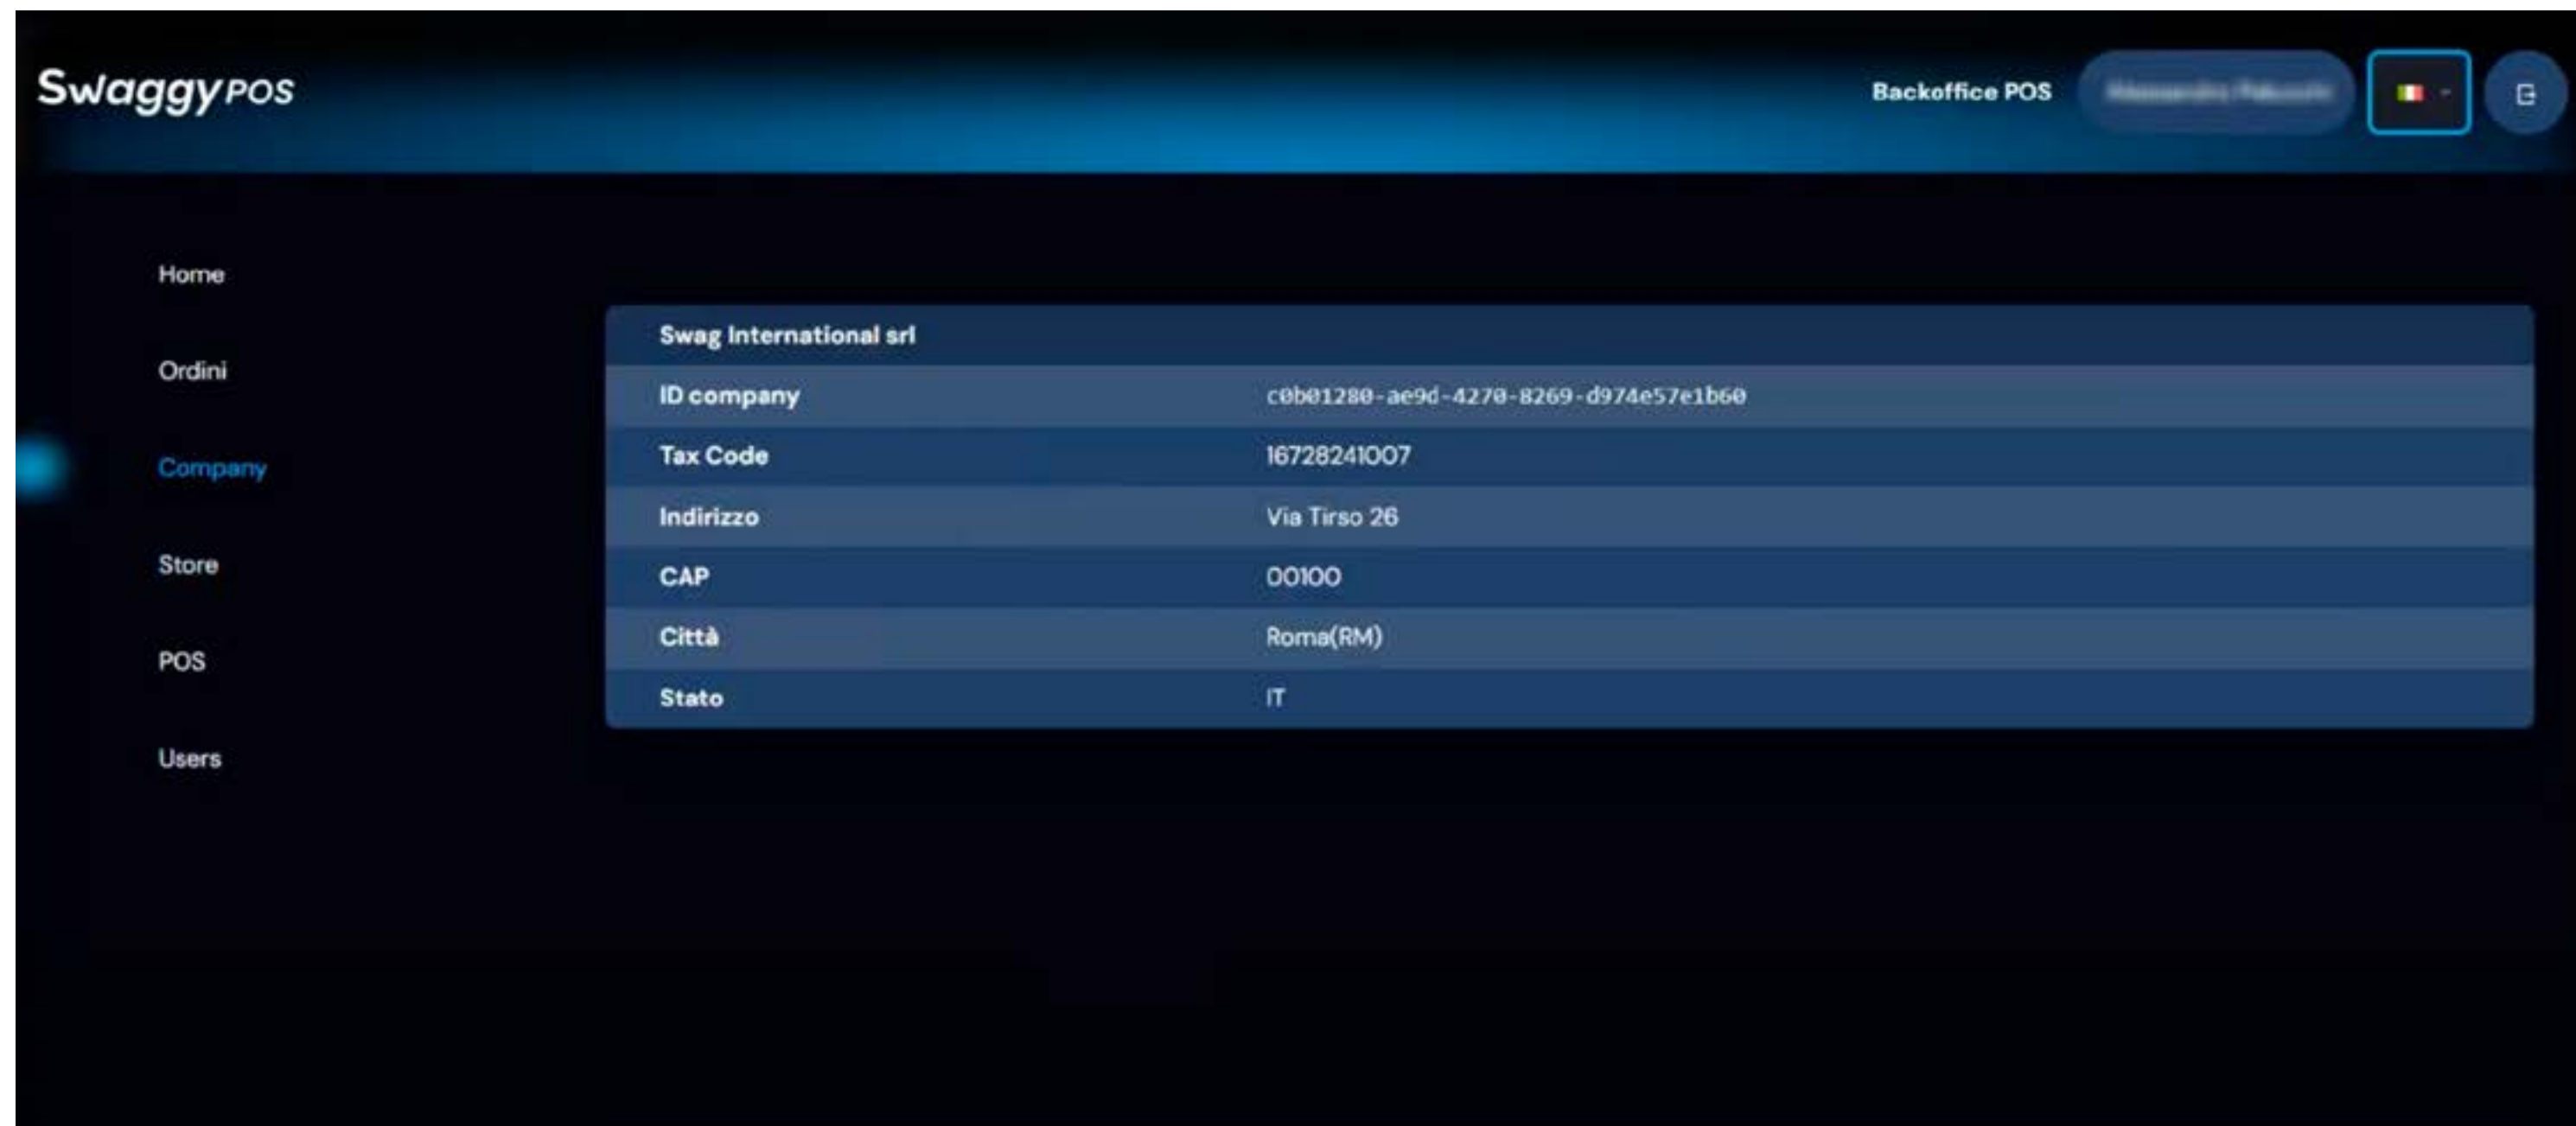 SwaggyPOS
Backoffice POS
Home
Ordini
Company
Store
POS
Users
Swag International srl
ID company c0b01280-ae9d-4270-8269-d974e57e1b60
Tax Code 16728241007
Indirizzo Via Tirso 26
CAP 00100
Città Roma(RM)
Stato IT